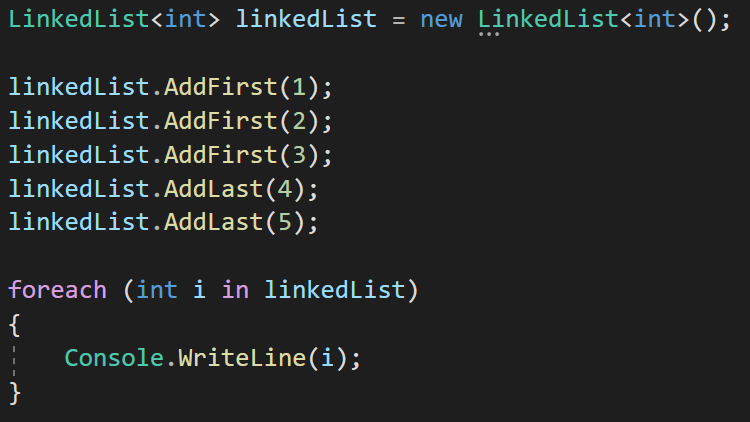 LinkedList<int> linkedList = new LinkedList<int>();
linkedList.AddFirst(1);
linkedList.AddFirst(2);
linkedList.AddFirst(3);
linkedList.AddLast(4);
linkedList.AddLast(5);
foreach (int i in linkedList)
{
    Console.WriteLine(i);
}